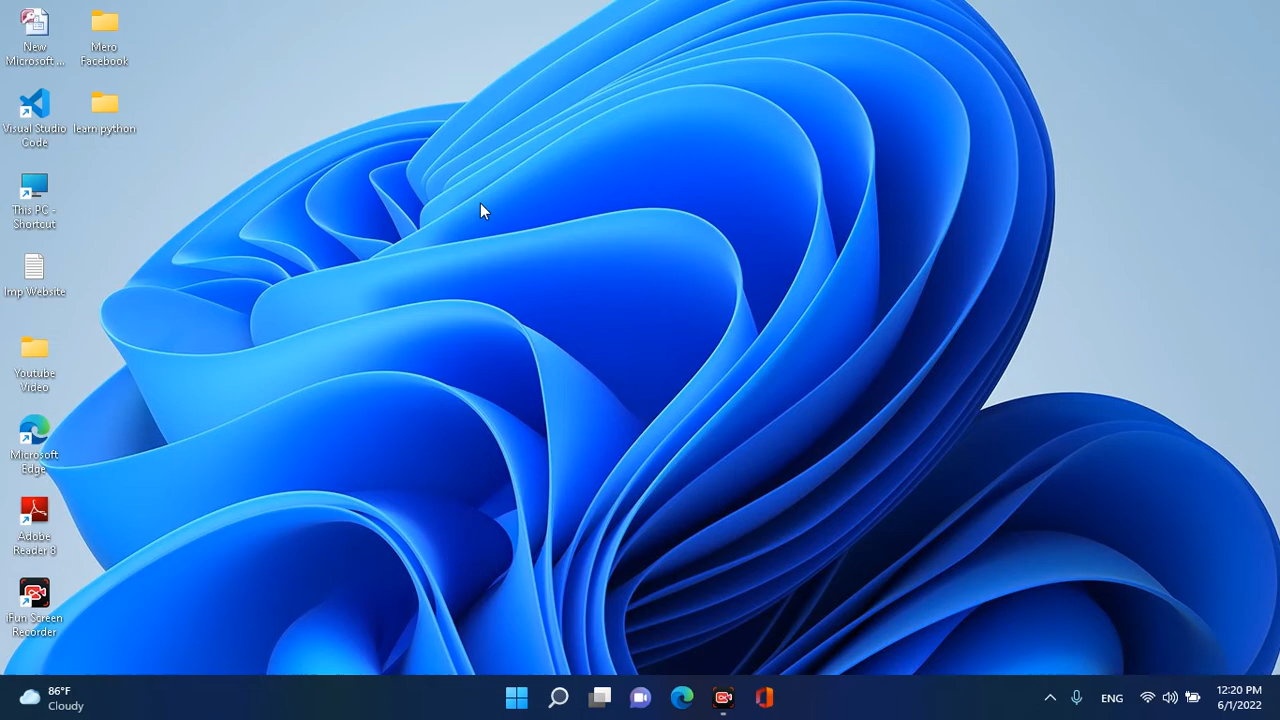 New
Microsoft ...
Mero
Facebook
Visual Studio
Code
learn python
This PC -
Shortcut
Imp Website
Youtube
Video
Microsoft
Edge
Adobe
Reader 8
iFun Screen
Recorder
86°F
Cloudy
ENG
12:20 PM
6/1/2022